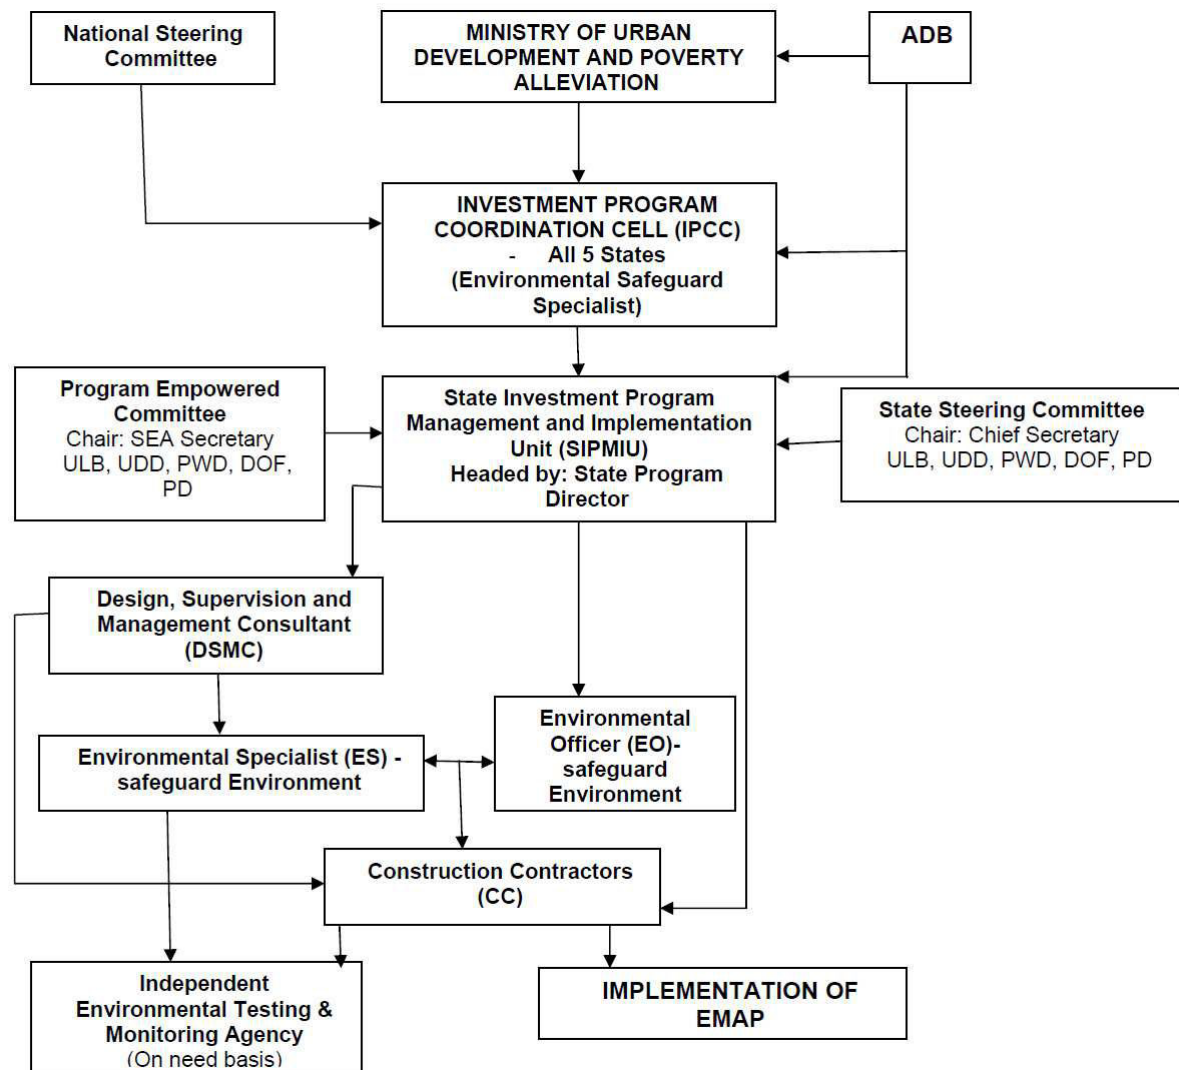 National Steering
Committee
MINISTRY OF URBAN
DEVELOPMENT AND POVERTY
ALLEVIATION
ADB
INVESTMENT PROGRAM
COORDINATION CELL (IPCC)
- All 5 States
(Environmental Safeguard
Specialist)
Program Empowered
Committee
Chair: SEA Secretary
ULB, UDD, PWD, DOF,
PD
State Investment Program
Management and Implementation
Unit (SIPMIU)
Headed by: State Program
Director
State Steering Committee
Chair: Chief Secretary
ULB, UDD, PWD, DOF, PD
Design, Supervision and
Management Consultant
(DSMC)
Environmental Specialist (ES) -
safeguard Environment
Environmental
Officer (EO)-
safeguard
Environment
Construction Contractors
(CC)
Independent
Environmental Testing &
Monitoring Agency
(On need basis)
IMPLEMENTATION OF
EMAP